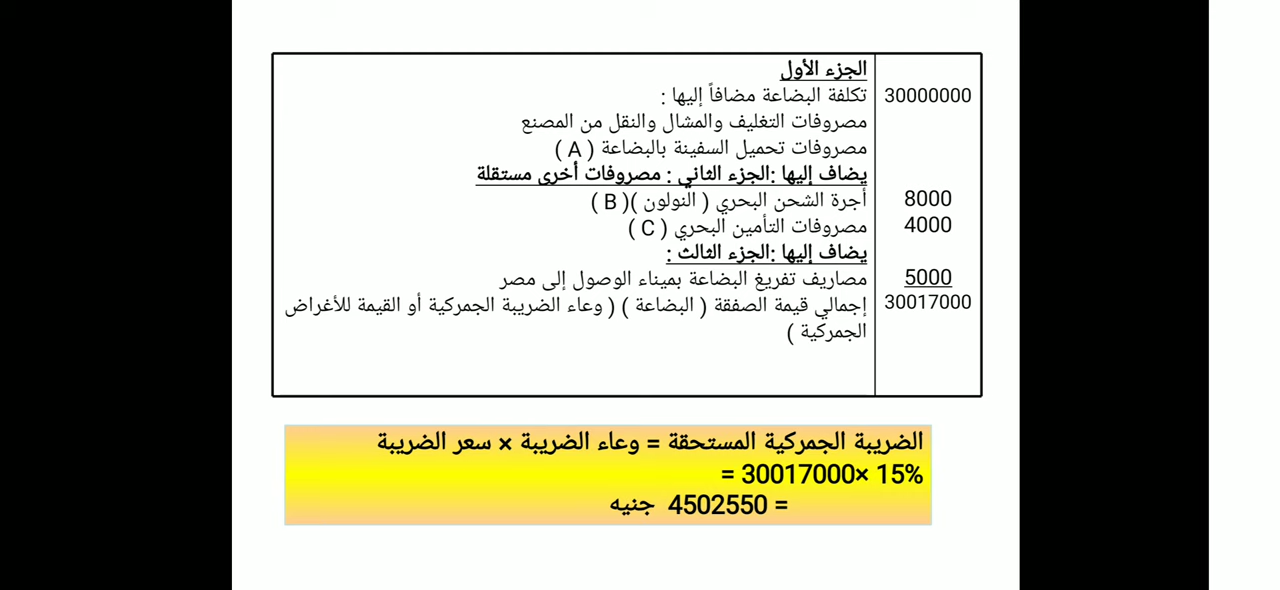 الجزء الأول
30000000 تكلفة البضاعة مضافاً إليها :
مصروفات التغليف والمشال والنقل من المصنع
مصروفات تحميل السفينة بالبضاعة ( A )
يضاف إليها :الجزء الثاني : مصروفات أخرى مستقلة
8000 أجرة الشحن البحري ( النولون )( B )
4000 مصروفات التأمين البحري ( C )
يضاف إليها :الجزء الثالث :
5000 مصاريف تفريغ البضاعة بميناء الوصول إلى مصر
30017000 إجمالي قيمة الصفقة ( البضاعة ) ( وعاء الضريبة الجمركية أو القيمة للأغراض
الجمركية )
الضريبة الجمركية المستحقة = وعاء الضريبة × سعر الضريبة
= 30017000× 15%
= 4502550 جنيه